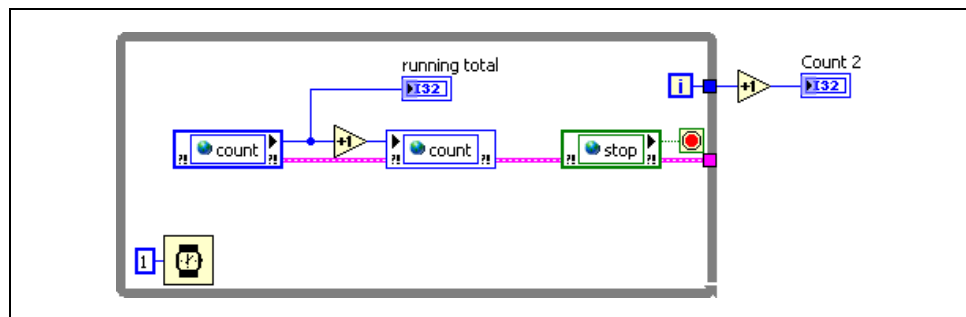 running total
I32
i
+1
Count 2
I32
?! count ?!
+1
?! count ?!
?! stop ?!
1